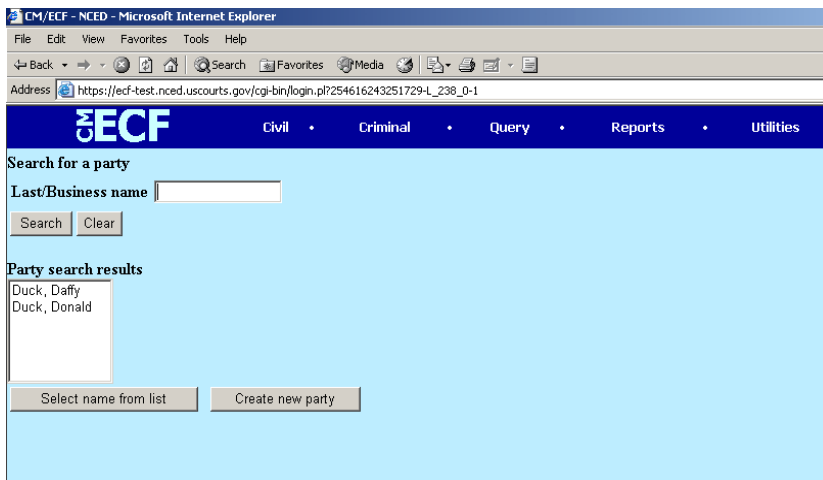 CM/ECF - NCED - Microsoft Internet Explorer
File Edit View Favorites Tools Help
Back Search Favorites Media
Address https://ecf-test.nced.uscourts.gov/cgi-bin/login.pl?254616243251729-L_238_0-1
CM ECF Civil • Criminal • Query • Reports • Utilities
Search for a party
Last/Business name
Search Clear
Party search results
Duck, Daffy
Duck, Donald
Select name from list Create new party